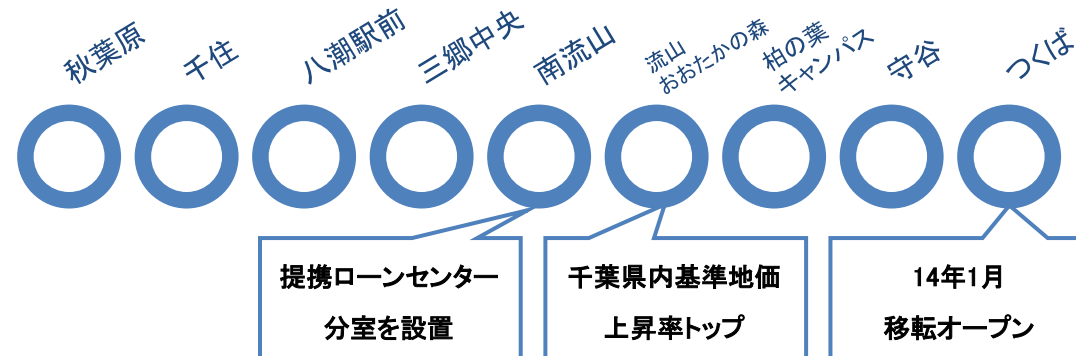 秋葉原
千住
八潮駅前
三郷中央
南流山
流山
おおたかの森
柏の葉
キャンパス
守谷
つくば
提携ローンセンター
分室を設置
千葉県内基準地価
上昇率トップ
14年1月
移転オープン